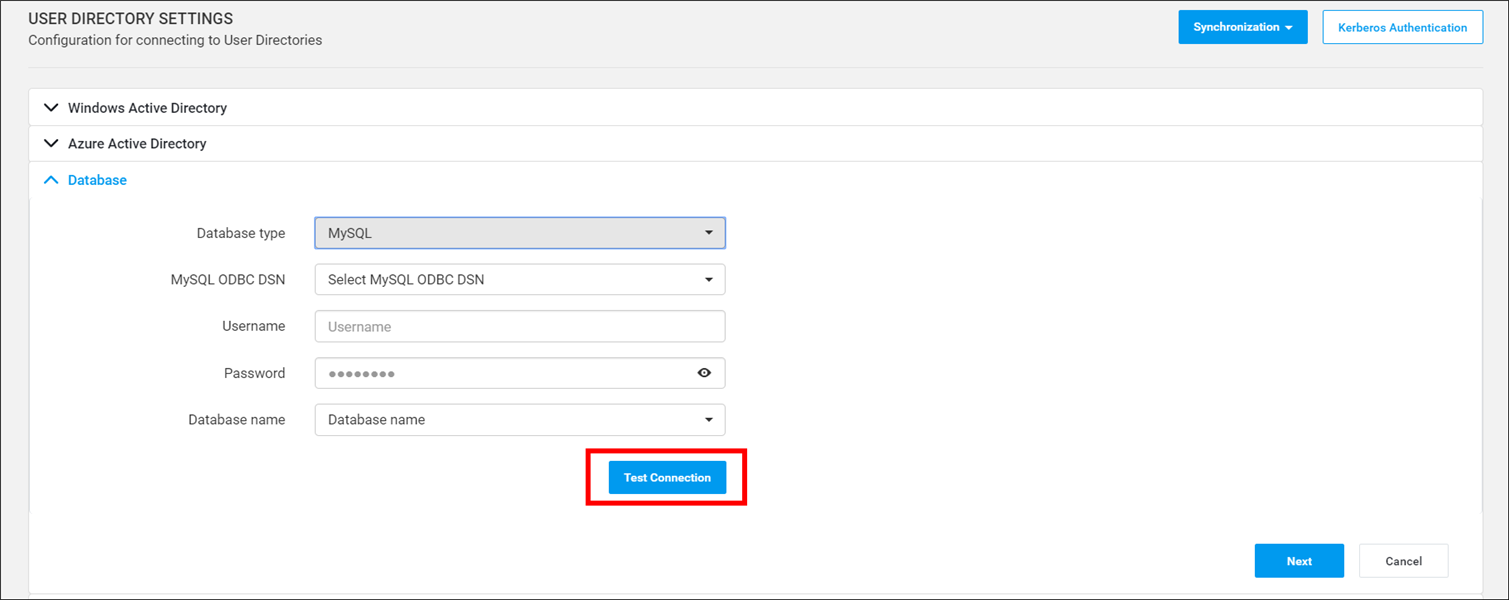 USER DIRECTORY SETTINGS
Configuration for connecting to User Directories
Synchronization
Kerberos Authentication
Windows Active Directory
Azure Active Directory
Database
Database type
MySQL
MySQL ODBC DSN
Select MySQL ODBC DSN
Username
Username
Password
Database name
Database name
Test Connection
Next
Cancel